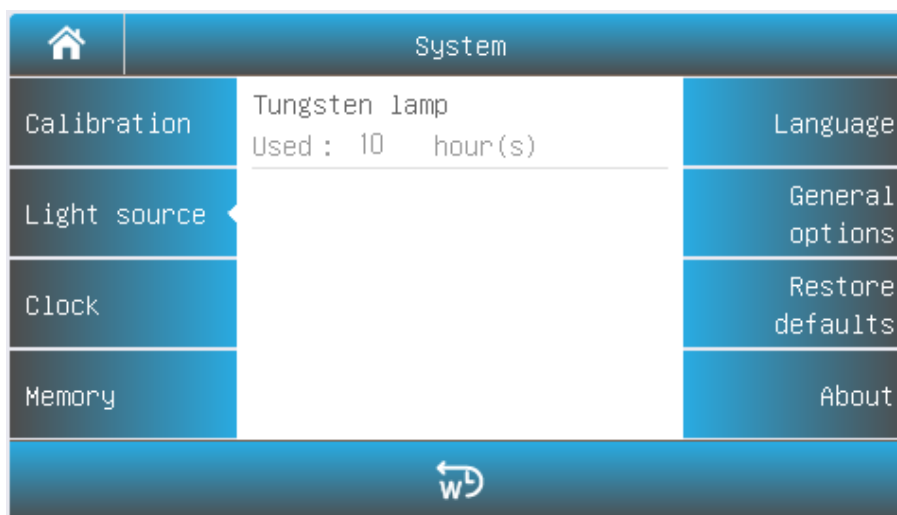 System
Calibration
Light source
Clock
Memory
Tungsten lamp
Used : 10 hour(s)
Language
General
options
Restore
defaults
About
W